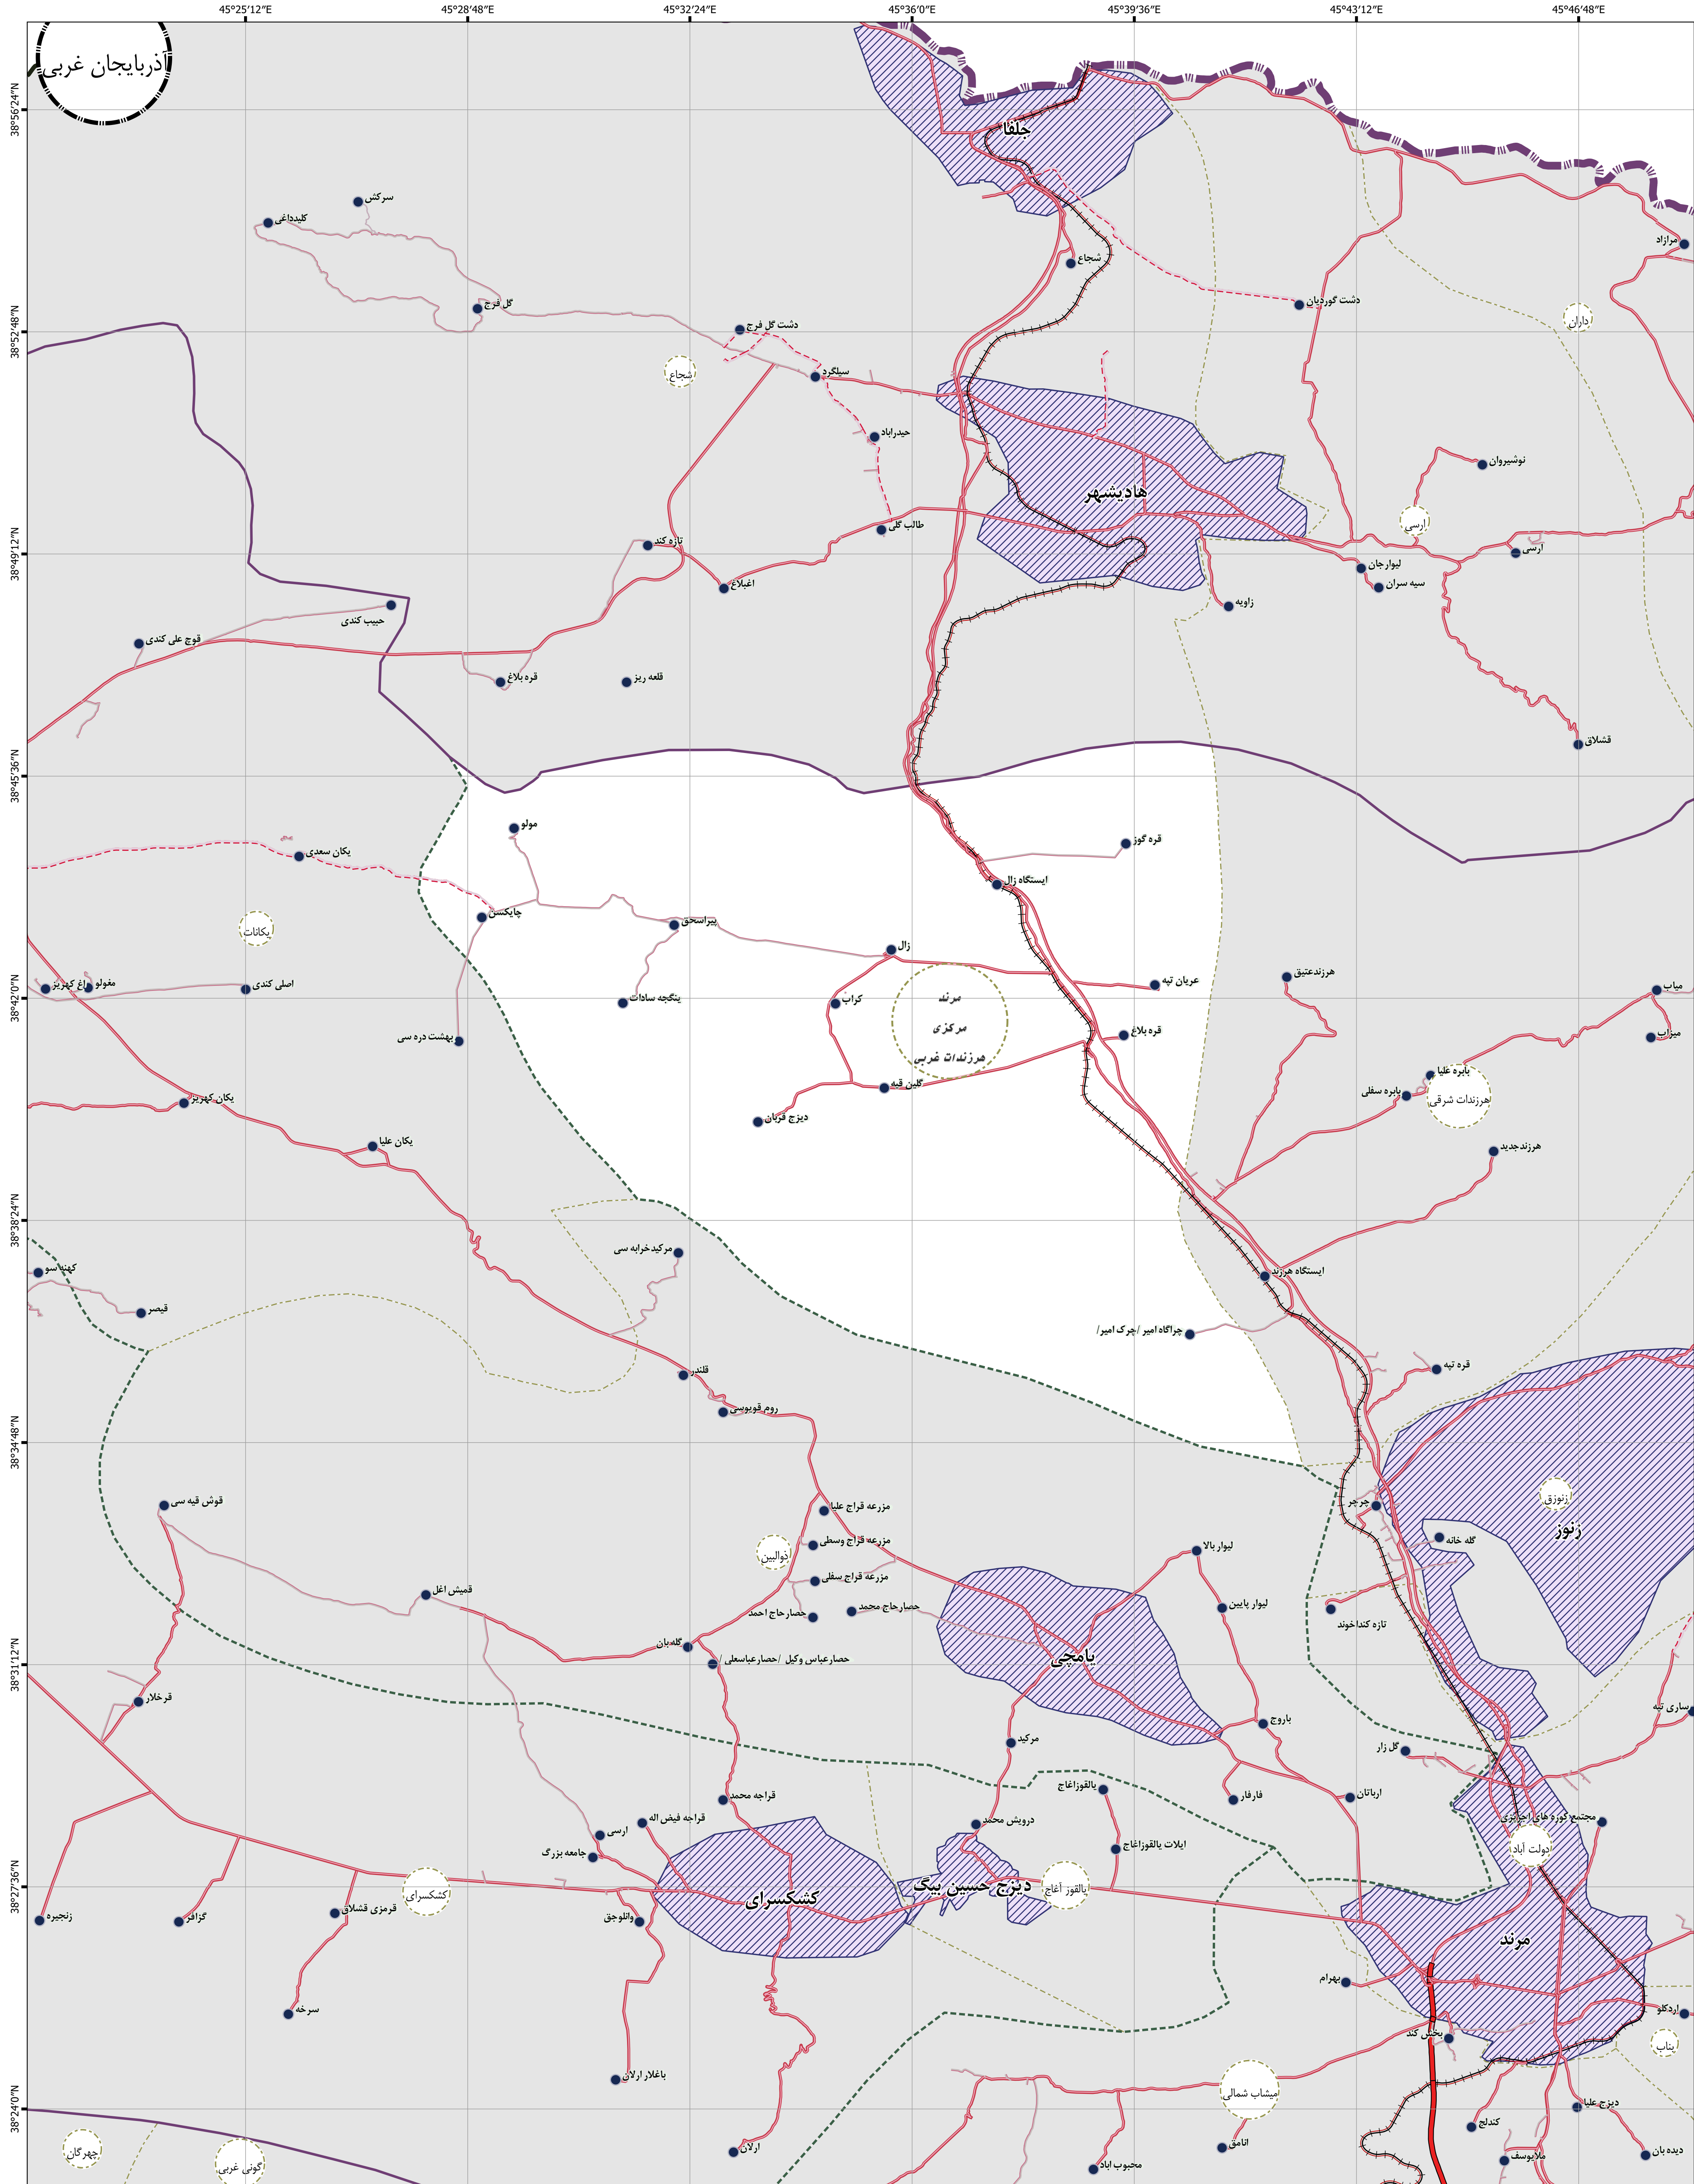 45°25'12"E
45°28'48"E
45°32'24"E
45°36'0"E
45°39'36"E
45°43'12"E
45°46'48"E
آذربایجان غربی
38°56'24"N
جلفا
سرکش
کلیدداغی
مرازاد
شجاع
دشت گوردیان
گل فرج
داران
دشت گل فرج
38°52'48"N
شجاع
سیلگرد
حیدراباد
نوشیروان
هادیشهر
ارسی
طالب گلی
تازه کند
ارسی
38°49'12"N
لیوارجان
سیه سران
اغبلاغ
زاویه
حبیب کندی
قوچ علی کندی
قره بلاغ
قلعه ریز
قشلاق
38°45'36"N
مولو
قره گوز
یکان سعدی
ایستگاه زال
چایکسن
پیراسحق
یکانات
زال
هرزندعتیق
عریان تپه
اصلی کندی
مغولو
اغ کهریز
میاب
38°42'0"N
ینگجه سادات
کراب
مرند
مرکزی
هرزندات غربی
قره بلاغ
میزاب
بهشت دره سی
بابره علیا
گلین قیه
بابره سفلی
هرزندات شرقی
یکان کهریز
دیزج قربان
یکان علیا
هرزندجدید
38°38'24"N
مرکیدخرابه سی
کهنه سو
ایستگاه هرزند
قیصر
چراگاه امیر /چرک امیر/
قره تپه
قلندر
روم قویوسی
38°34'48"N
زنوزق
قوش قیه سی
مزرعه قراج علیا
چرچر
زنوز
گله خانه
مزرعه قراج وسطی
لیواربالا
ذوالبین
مزرعه قراج سفلی
قمیش اغل
حصارحاج محمد
حصارحاج احمد
لیوار پایین
تازه کنداخوند
گله بان
یامچی
حصارعباس وکیل /حصارعباسعلی /
38°31'12"N
قرخلار
ساری تپه
باروج
مرکید
گل زار
یالقوزاغاج
قراجه محمد
فارفار
ارباتان
قراجه فیض اله
درویش محمد
مجتمع کوره های اجرپزی
ارسی
ایلات یالقوزاغاج
دولت آباد
جامعه بزرگ
38°27'36"N
کشکسرای
کشکسرای
دیزج حسین بیگ
یالقوز آغاج
زنجیره
گزافر
قرمزی قشلاق
وانلوجق
مرند
بهرام
سرخه
اردکلو
بخش کند
بناب
باغلار ارلان
میشاب شمالی
دیزج علیا
38°24'0"N
کندلج
ارلان
انامق
چهرگان
گونی غربی
محبوب اباد
ملایوسف
دیده بان